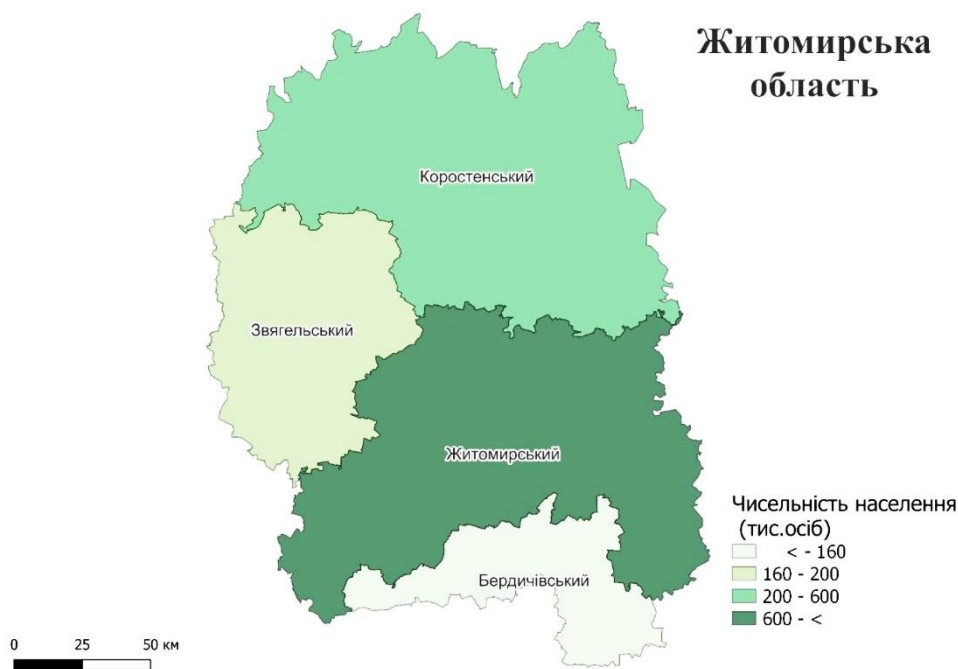 Житомирська
область
Коростенський
Звягельський
Житомирський
Бердичівський
Чисельність населення
(тис.осіб)
< - 160
160 - 200
200 - 600
600 - <
0 25 50 км